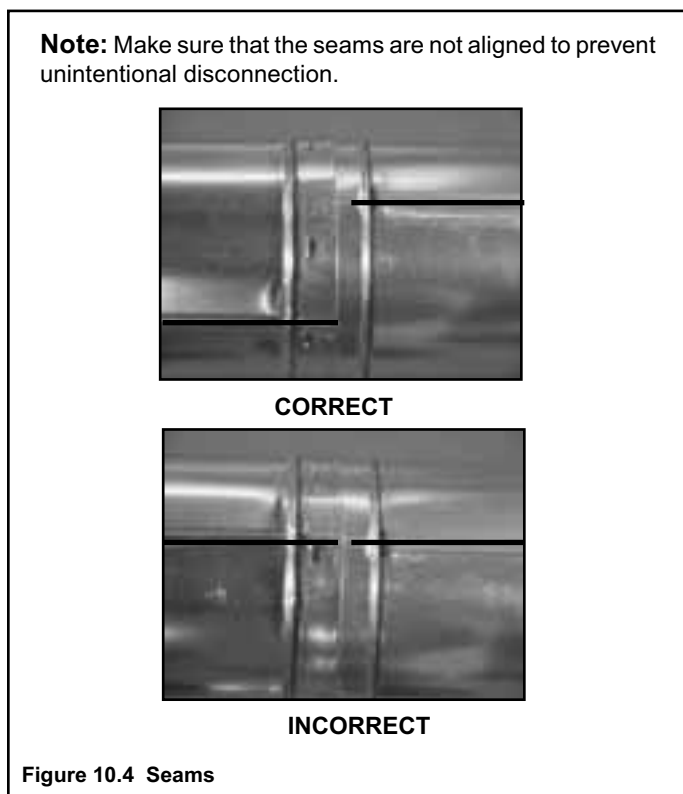 Note: Make sure that the seams are not aligned to prevent
unintentional disconnection.
CORRECT
INCORRECT
Figure 10.4 Seams